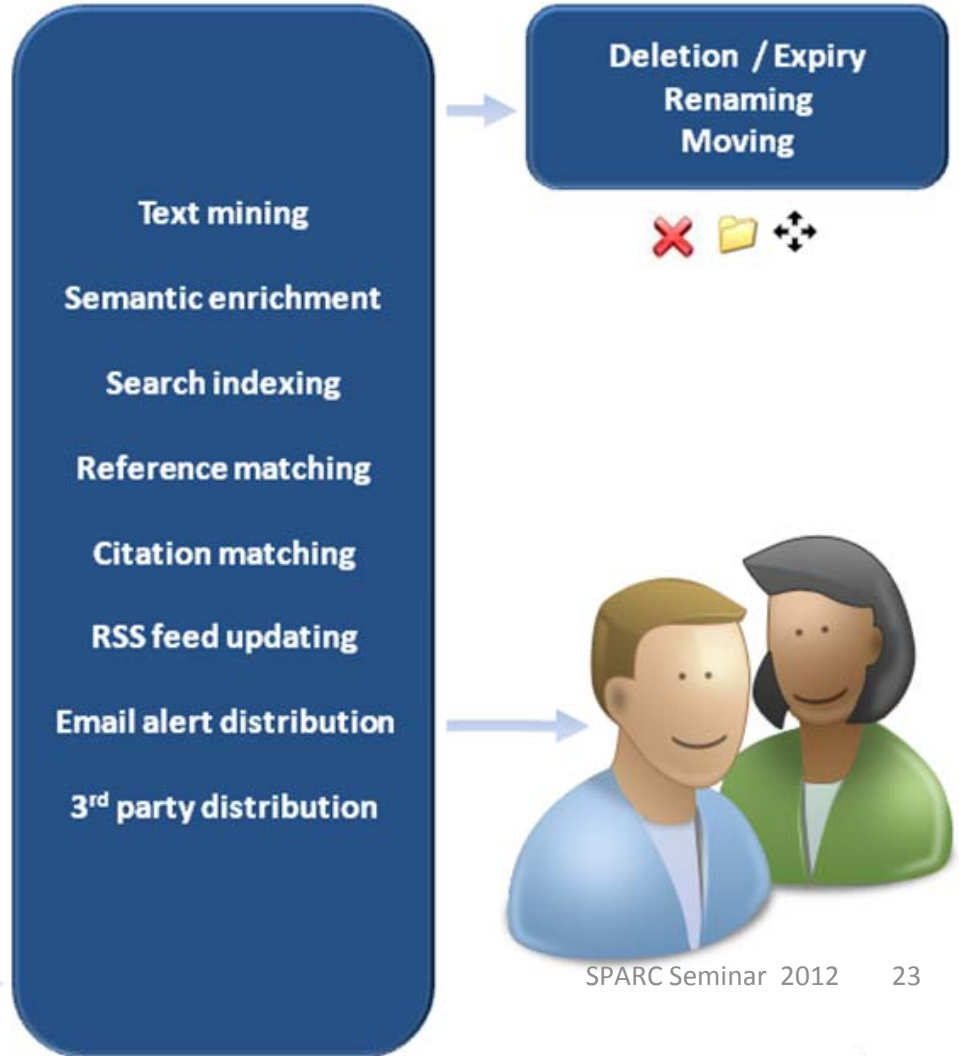 Text mining
Semantic enrichment
Search indexing
Reference matching
Citation matching
RSS feed updating
Email alert distribution
3rd party distribution
Deletion / Expiry
Renaming
Moving
SPARC Seminar 2012 23